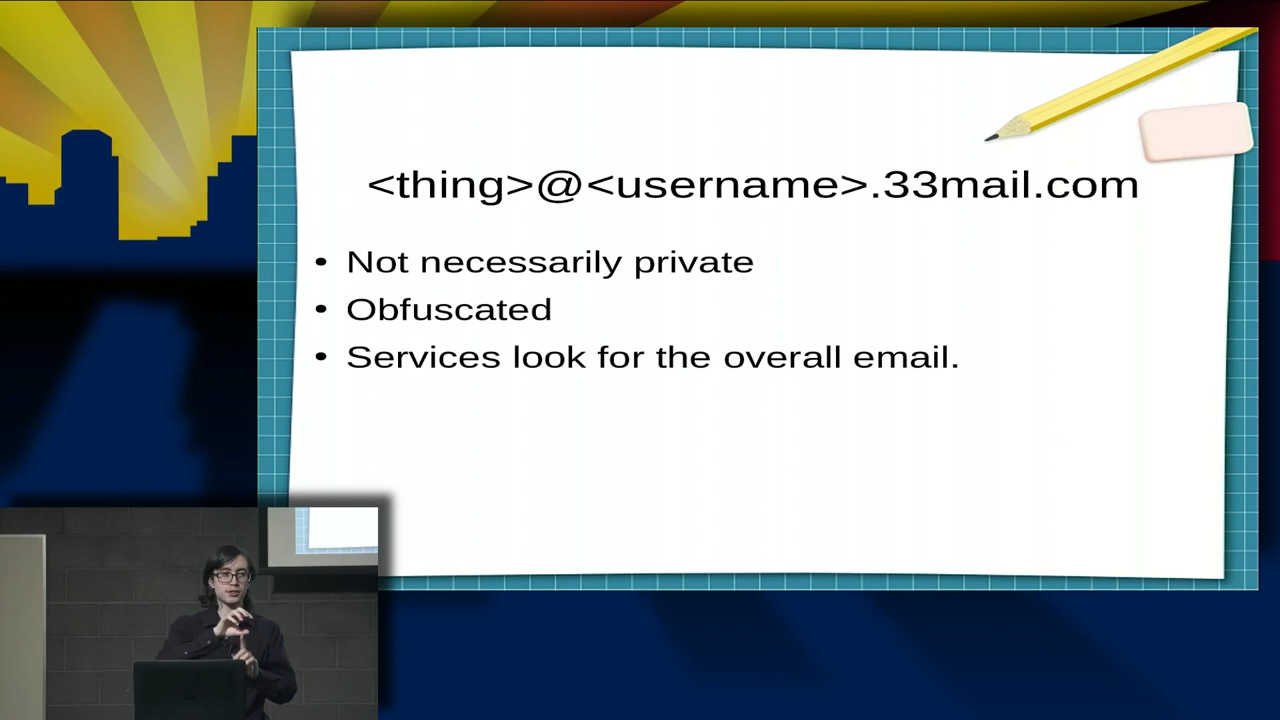 <thing>@<username>.33mail.com
• Not necessarily private
• Obfuscated
• Services look for the overall email.